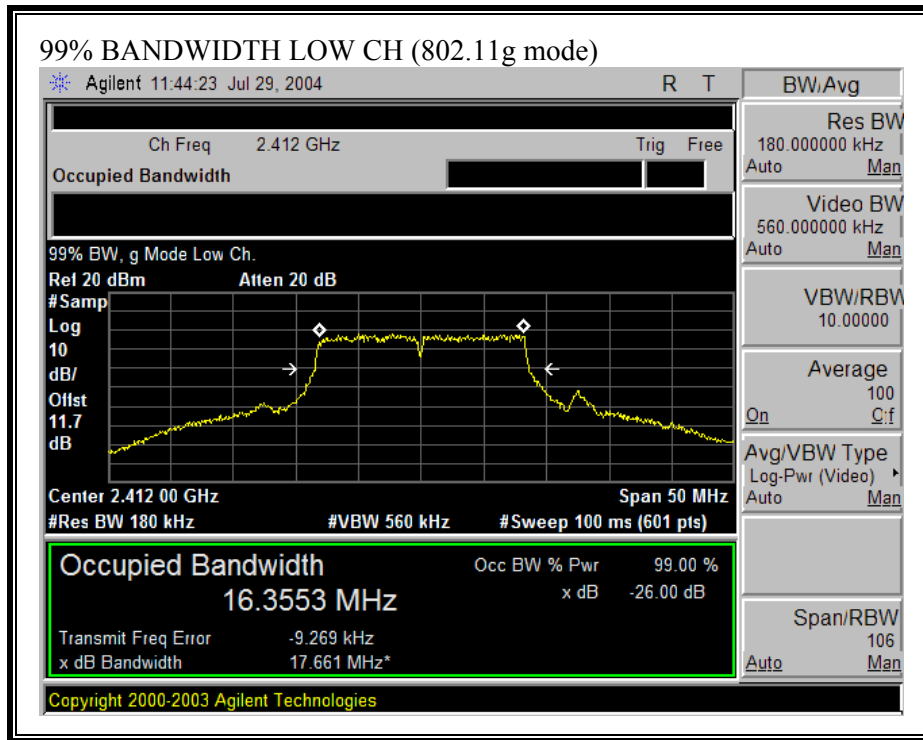 99% BANDWIDTH LOW CH (802.11g mode)
Agilent 11:44:23 Jul 29, 2004 R T
Ch Freq 2.412 GHz Trig Free
Occupied Bandwidth
99% BW, g Mode Low Ch.
Ref 20 dBm Atten 20 dB
#Samp
Log
10
dB/
Offst
11.7
dB
Center 2.412 00 GHz Span 50 MHz
#Res BW 180 kHz #VBW 560 kHz #Sweep 100 ms (601 pts)
Occupied Bandwidth
16.3553 MHz
Occ BW % Pwr 99.00 %
x dB -26.00 dB
Transmit Freq Error -9.269 kHz
x dB Bandwidth 17.661 MHz*
Copyright 2000-2003 Agilent Technologies
BW/Avg
Res BW
180.000000 kHz
Auto Man
Video BW
560.000000 kHz
Auto Man
VBW/RBW
10.00000
Average
100
On Off
Avg/VBW Type
Log-Pwr (Video)
Auto Man
Span/RBW
106
Auto Man